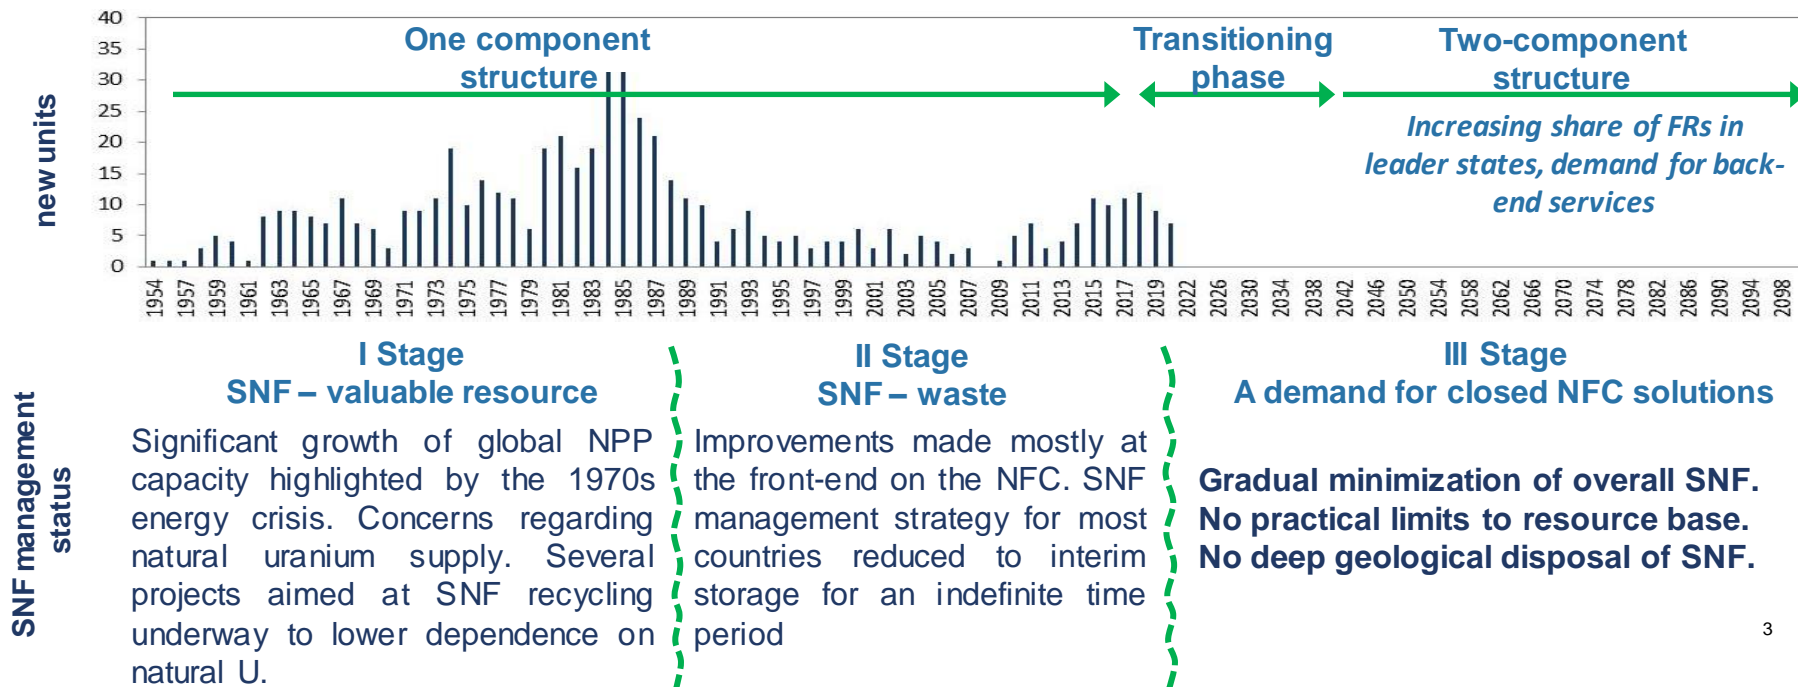 40
35
30
25
20
15
10
5
0
new units
One component
structure
Transitioning
phase
Two-component
structure
Increasing share of FRs in
leader states, demand for back-
end services
1954
1957
1959
1961
1963
1965
1967
1969
1971
1973
1975
1977
1979
1981
1983
1985
1987
1989
1991
1993
1995
1997
1999
2001
2003
2005
2007
2009
2011
2013
2015
2017
2019
2022
2026
2030
2034
2038
2042
2046
2050
2054
2058
2062
2066
2070
2074
2078
2082
2086
2090
2094
2098
SNF management
status
I Stage
SNF – valuable resource
Significant growth of global NPP
capacity highlighted by the 1970s
energy crisis. Concerns regarding
natural uranium supply. Several
projects aimed at SNF recycling
underway to lower dependence on
natural U.
II Stage
SNF – waste
Improvements made mostly at
the front-end on the NFC. SNF
management strategy for most
countries reduced to interim
storage for an indefinite time
period
III Stage
A demand for closed NFC solutions
Gradual minimization of overall SNF.
No practical limits to resource base.
No deep geological disposal of SNF.
3